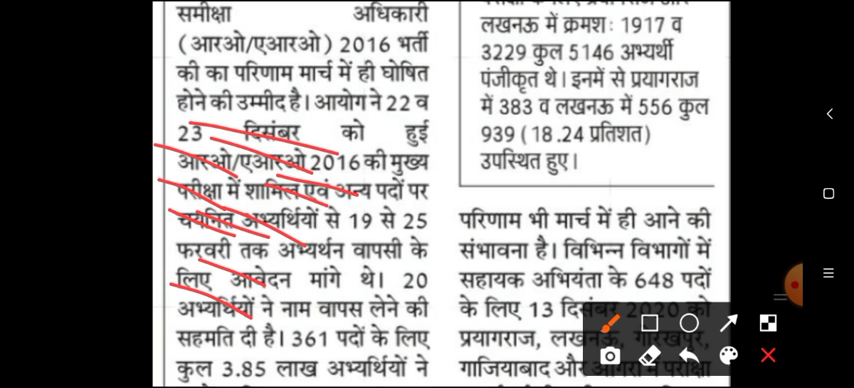 समीक्षा अधिकारी
(आरओ/एआरओ) 2016 भर्ती
की का परिणाम मार्च में ही घोषित
होने की उम्मीद है। आयोग ने 22 व
23 दिसंबर को हुई
आरओ/एआरओ 2016 की मुख्य
परीक्षा में शामिल एवं अन्य पदों पर
चयनित अभ्यर्थियों से 19 से 25
फरवरी तक अभ्यर्थन वापसी के
लिए आवेदन मांगे थे। 20
अभ्यर्थियों ने नाम वापस लेने की
सहमति दी है। 361 पदों के लिए
कुल 3.85 लाख अभ्यर्थियों ने
लखनऊ में क्रमशः 1917 व
3229 कुल 5146 अभ्यर्थी
पंजीकृत थे। इनमें से प्रयागराज
में 383 व लखनऊ में 556 कुल
939 (18.24 प्रतिशत)
उपस्थित हुए।
परिणाम भी मार्च में ही आने की
संभावना है। विभिन्न विभागों में
सहायक अभियंता के 648 पदों
के लिए 13 दिसंबर 2020 को
प्रयागराज, लखनऊ, गोरखपुर,
गाजियाबाद और आगरा में परीक्षा